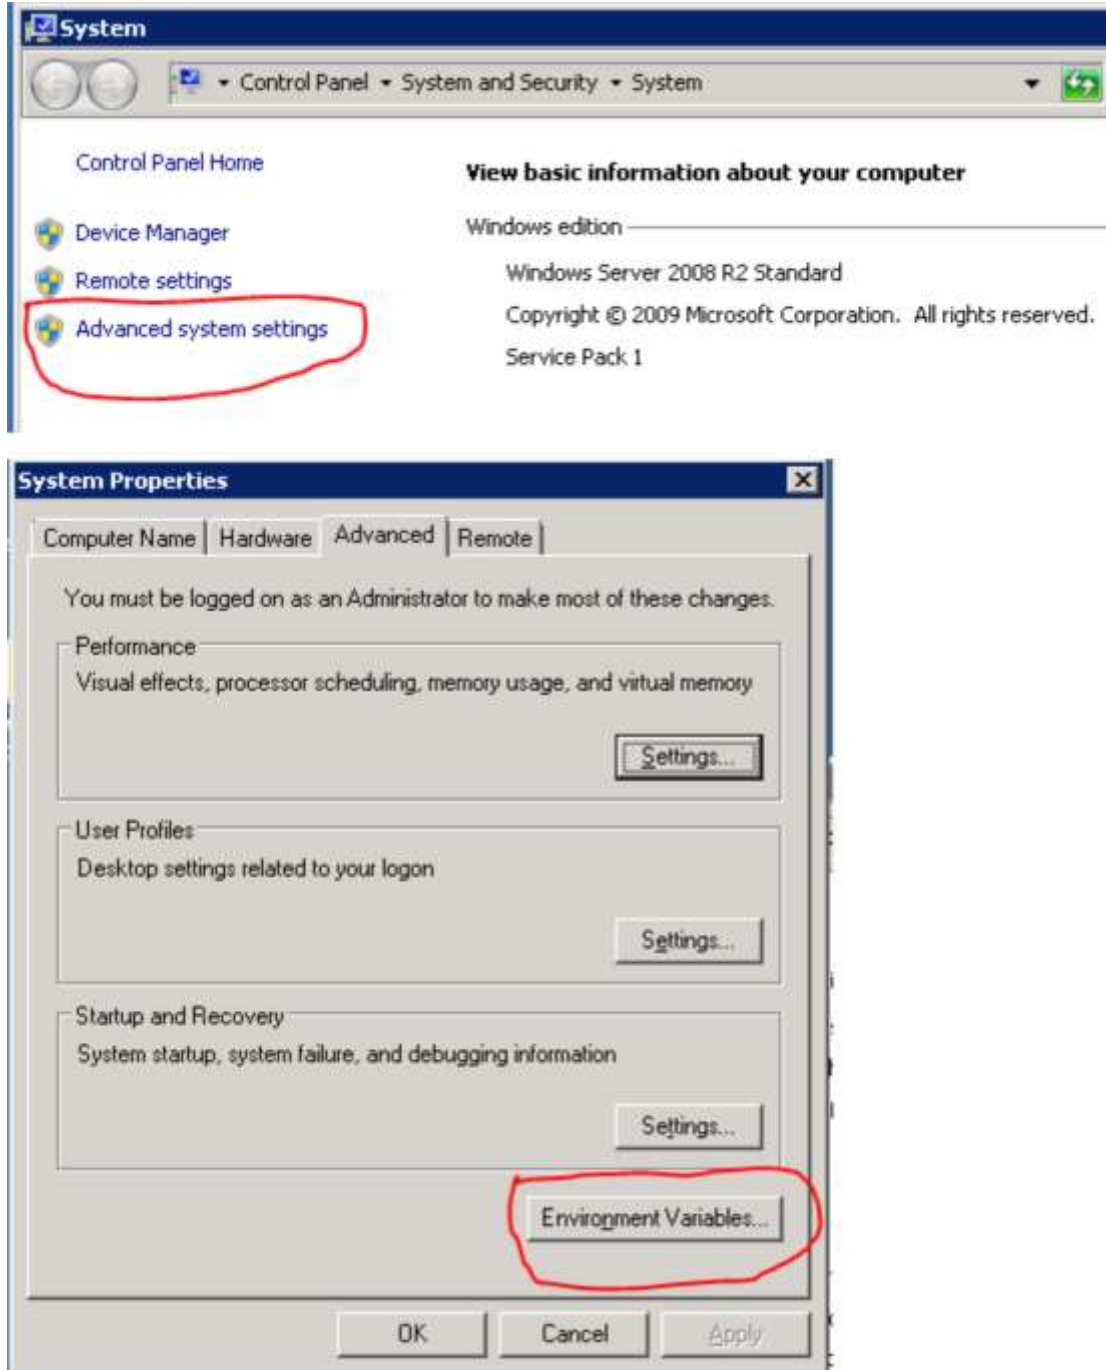 System
Control Panel System and Security System
Control Panel Home
View basic information about your computer
Device Manager
Windows edition
Remote settings
Windows Server 2008 R2 Standard
Advanced system settings
Copyright © 2009 Microsoft Corporation. All rights reserved.
Service Pack 1
System Properties
Computer Name Hardware Advanced Remote
You must be logged on as an Administrator to make most of these changes.
Performance
Visual effects, processor scheduling, memory usage, and virtual memory
Settings...
User Profiles
Desktop settings related to your logon
Settings...
Startup and Recovery
System startup, system failure, and debugging information
Settings...
Environment Variables...
OK Cancel Apply